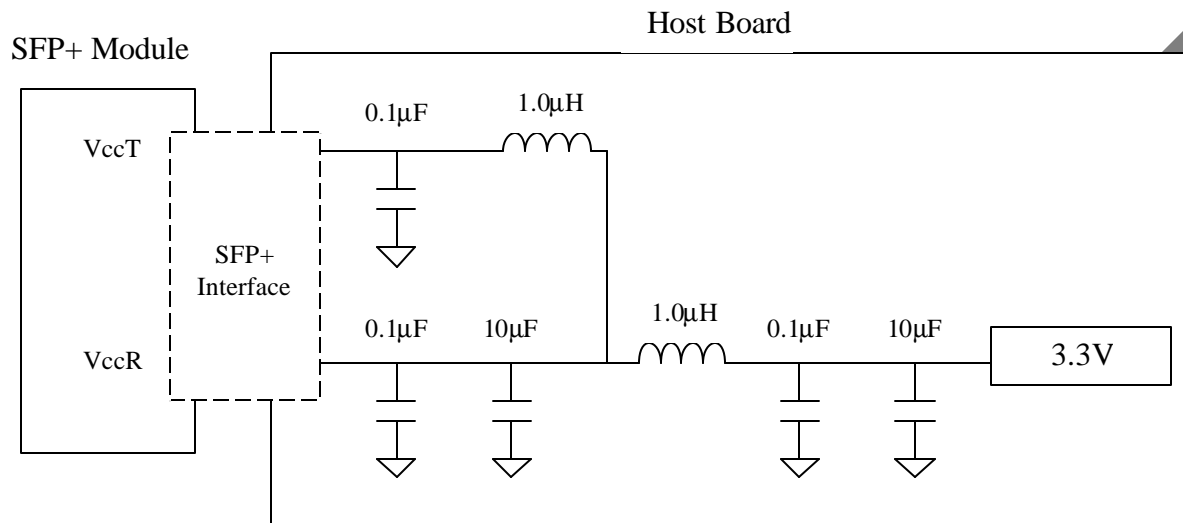 Host Board
SFP+ Module
0.1μF
1.0μH
VccT
SFP+
Interface
0.1μF
10μF
1.0μH
0.1μF
10μF
VccR
3.3V